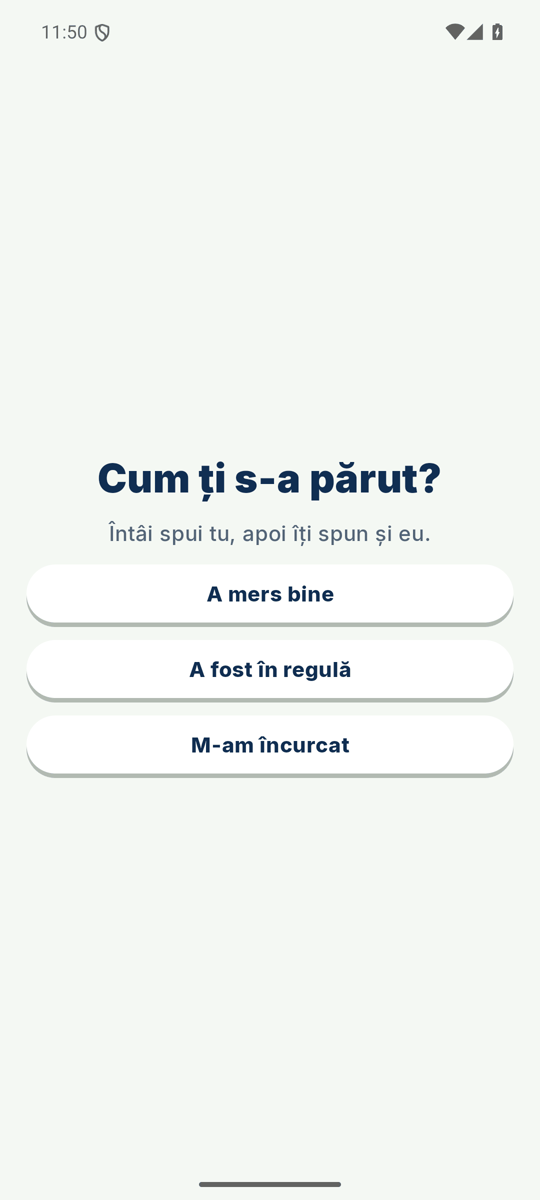 11:50
Cum ți s-a părut?
Întâi spui tu, apoi îți spun și eu.
A mers bine
A fost în regulă
M-am încurcat